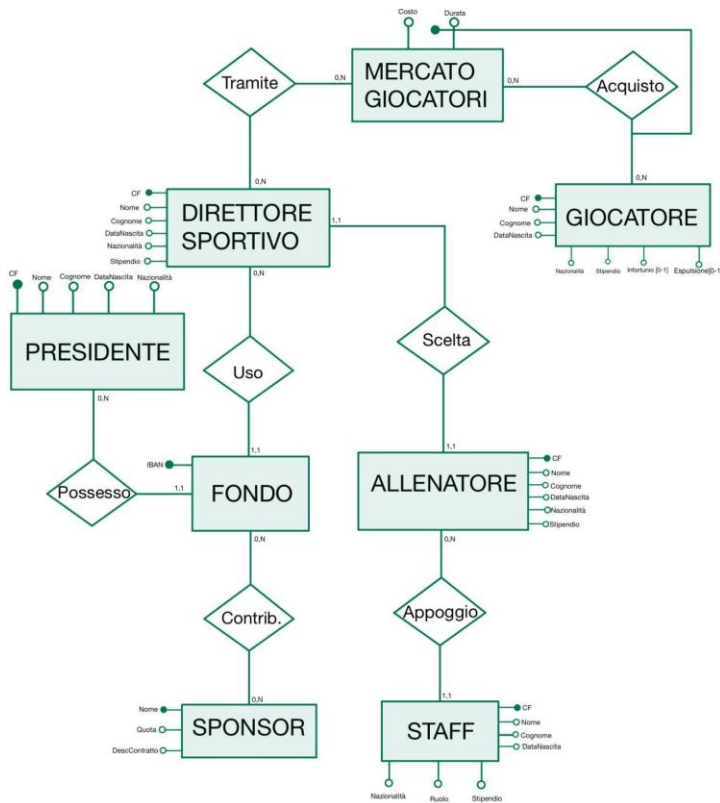 Costo
Durata
MERCATO
GIOCATORI
Tramite
0,N
0,N
Acquisto
0,N
0,N
CF
Nome
Cognome
DataNascita
Nazionalità
Stipendio
DIRETTORE
SPORTIVO
1,1
0,N
CF
Nome
Cognome
DataNascita
GIOCATORE
Nazionalità
Stipendio
Infortunio [0-1]
Espulsione[0-1
CF
Nome
Cognome
DataNascita
Nazionalità
PRESIDENTE
0,N
Uso
Scelta
1,1
1,1
IBAN
FONDO
Possesso
1,1
0,N
ALLENATORE
CF
Nome
Cognome
DataNascita
Nazionalità
Stipendio
0,N
Contrib.
Appoggio
0,N
1,1
Nome
Quota
DescContratto
SPONSOR
STAFF
CF
Nome
Cognome
DataNascita
Nazionalità
Ruolo
Stipendio